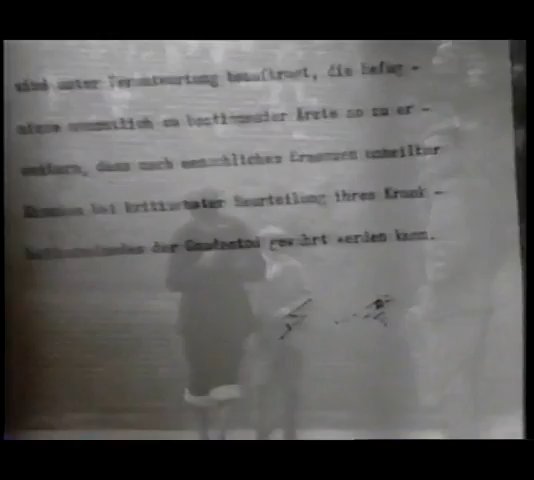 sind unter Verantwortung beauftragt, die Befug -
nisse namentlich zu bestimmender Ärzte so zu er -
weitern, dass nach menschlichem Ermessen unheilbar
Kranken bei kritischster Beurteilung ihres Krank -
heitszustandes der Gnadentod gewährt werden kann.